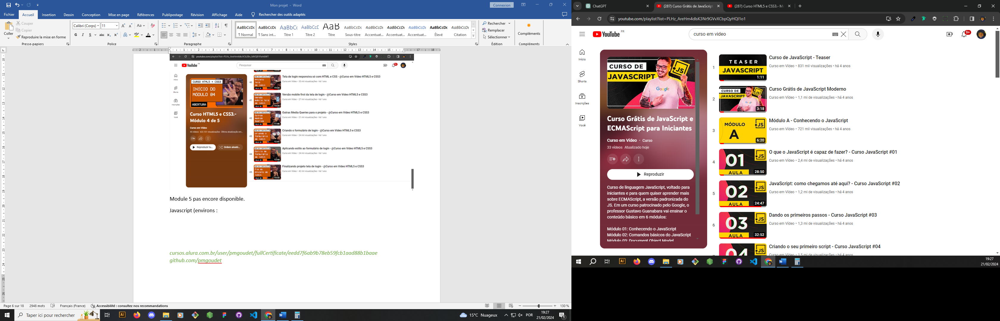 Mon projet - Word
Connexion
Fichier
Accueil
Insertion
Dessin
Conception
Mise en page
Références
Publipostage
Révision
Affichage
Aide
Rechercher des outils adaptés
Coller
Couper
Copier
Reproduire la mise en forme
Presse-papiers
Calibri (Corps)
11
Police
Paragraphe
AaBbCcDc
¶ Normal
AaBbCcDc
¶ Sans int...
AaBbCc
Titre 1
AaBbCcD
Titre 2
AaB
Titre
AaBbCcDc
Sous-titre
AaBbCcDc
Accentuat...
AaBbCcDc
Accentuat...
AaBbCcDc
Accentuat...
AaBbCcDc
Élevé
AaBbCcDc
Citation
Styles
Rechercher
Remplacer
Sélectionner
Édition
Compléments
Compléments
YouTube
Pesquisar
Início
Shorts
Inscrições
Você
CURSO HTML5 + CSS3
INÍCIO DO
MÓDULO 04
ABERTURA
Curso HTML5 e CSS3.-
Módulo 4 de 5
Curso em Vídeo
45 vídeos 622.151 visualizações Última atualização em...
Reproduzir tu...
Ordem aleató...
40
19:34
Tela de login responsiva só com HTML e CSS - @Curso em Vídeo HTML5 e CSS3
Curso em Vídeo • 35 mil visualizações • há 1 ano
41
14:34
Versão mobile first da tela de login - @Curso em Vídeo HTML5 e CSS3
Curso em Vídeo • 27 mil visualizações • há 1 ano
42
11:46
Outras Media Queries para o projeto - @Curso em Vídeo HTML5 e CSS3
Curso em Vídeo • 21 mil visualizações • há 1 ano
43
12:41
Criando o formulário de login - @Curso em Vídeo HTML5 e CSS3
Curso em Vídeo • 24 mil visualizações • há 1 ano
44
13:44
Aplicando estilo ao formulário de login - @Curso em Vídeo HTML5 e CSS3
Curso em Vídeo • 24 mil visualizações • há 1 ano
45
15:32
Finalizando projeto tela de login - @Curso em Vídeo HTML5 e CSS3
Curso em Vídeo • 42 mil visualizações • há 1 ano
Module 5 pas encore disponible.
Javascript (environs :
cursos.alura.com.br/user/pmgoudet/fullCertificate/eedd7f6ab9b78eb59fcb1aad88b1baae
github.com/pmgoudet
Page 6 sur 18
2948 mots
Français (France)
Accessibilité : consultez nos recommandations
130 %
Taper ici pour rechercher
15°C Nuageux
POR
19:27
21/02/2024
ChatGPT
(287) Curso Grátis de JavaScript
(287) Curso HTML5 e CSS3.- Mó
youtube.com/playlist?list=PLHz_AreHm4dlsK3Nr9GVvXCbpQyHQl1o1
YouTube FR
curso em video
9+
Início
Shorts
Inscrições
Você
CURSO DE
JAVASCRIPT
JS
Google
Curso Grátis de JavaScript e
ECMAScript para Iniciantes
Curso em Vídeo · Curso
33 vídeos Atualizado hoje
Reproduzir
Curso de linguagem JavaScript, voltado para
iniciantes e para quem quiser aprender mais
sobre ECMAScript, a versão padronizada do
JS. Em um curso patrocinado pelo Google, o
professor Gustavo Guanabara vai ensinar o
conteúdo básico em 6 módulos:
Módulo 01: Conhecendo o JavaScript
Módulo 02: Comandos básicos do JavaScript
Módulo 03: Document Object Model
1
TEASER
JAVASCRIPT
1:11
Curso de JavaScript - Teaser
Curso em Vídeo • 831 mil visualizações • há 4 anos
2
CURSO DE
JAVASCRIPT
3:18
Curso Grátis de JavaScript Moderno
Curso em Vídeo • 1,1 mi de visualizações • há 4 anos
3
MÓDULO
A
JS
6:20
Módulo A - Conhecendo o JavaScript
Curso em Vídeo • 721 mil visualizações • há 4 anos
4
01
AULA
JS
28:50
O que o JavaScript é capaz de fazer? - Curso JavaScript #01
Curso em Vídeo • 2,4 mi de visualizações • há 4 anos
5
02
AULA
JS
24:47
JavaScript: como chegamos até aqui? - Curso JavaScript #02
Curso em Vídeo • 1,2 mi de visualizações • há 4 anos
6
03
AULA
JS
32:52
Dando os primeiros passos - Curso JavaScript #03
Curso em Vídeo • 1,3 mi de visualizações • há 4 anos
04
JS
Criando o seu primeiro script - Curso JavaScript #04
Curso em Vídeo • 1,5 mi de visualizações • há 4 anos
19:27
21/02/2024